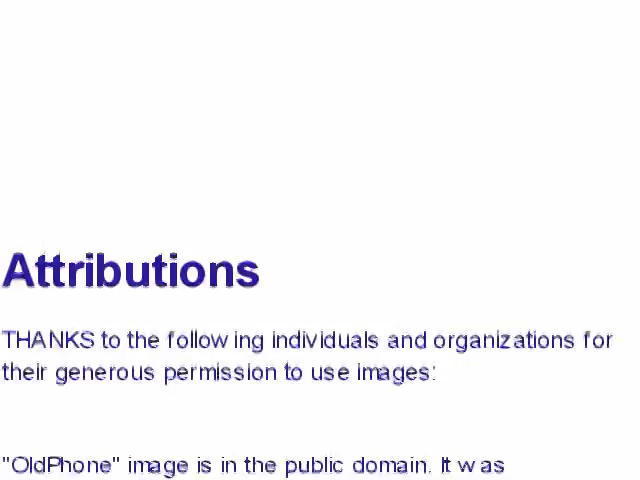 Attributions
THANKS to the following individuals and organizations for
their generous permission to use images:
"OldPhone" image is in the public domain. It was